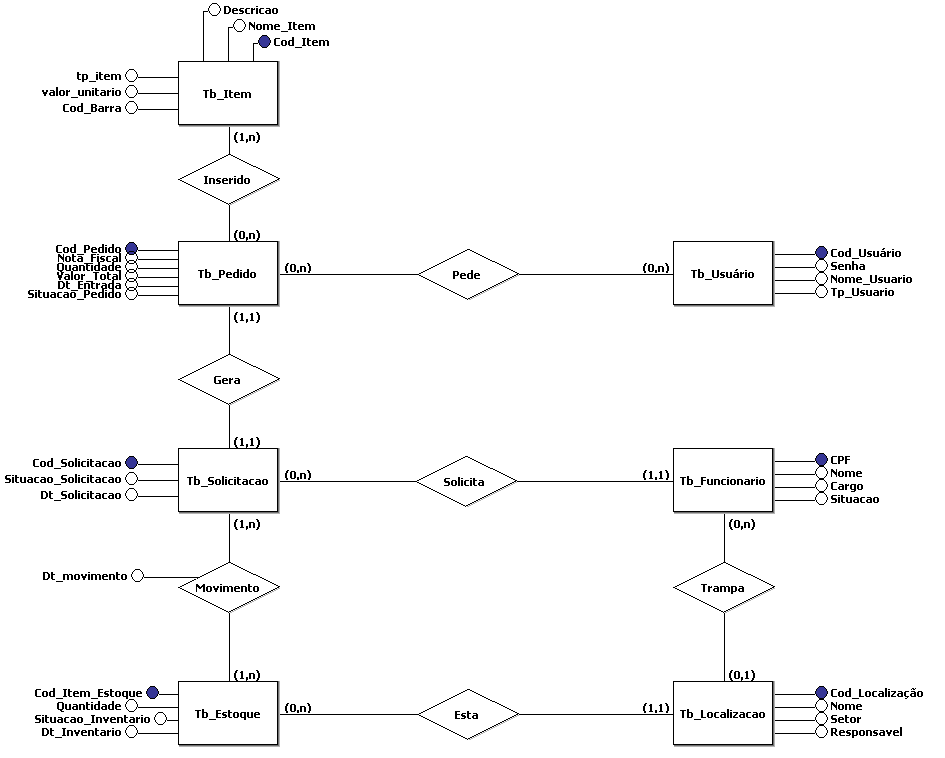 Descricao
Nome_Item
Cod_Item
tp_item
valor_unitario
Cod_Barra
Tb_Item
(1,n)
Inserido
(0,n)
Cod_Pedido
Nota_Fiscal
Quantidade
Valor_Total
Dt_Entrada
Situacao_Pedido
Tb_Pedido
(0,n)
Pede
(0,n)
Tb_Usuário
Cod_Usuário
Senha
Nome_Usuario
Tp_Usuario
(1,1)
Gera
(1,1)
Cod_Solicitacao
Situacao_Solicitacao
Dt_Solicitacao
Tb_Solicitacao
(0,n)
Solicita
(1,1)
Tb_Funcionario
CPF
Nome
Cargo
Situacao
(1,n)
(0,n)
Dt_movimento
Movimento
Trampa
(1,n)
(0,1)
Cod_Item_Estoque
Quantidade
Situacao_Inventario
Dt_Inventario
Tb_Estoque
(0,n)
Esta
(1,1)
Tb_Localizacao
Cod_Localização
Nome
Setor
Responsavel